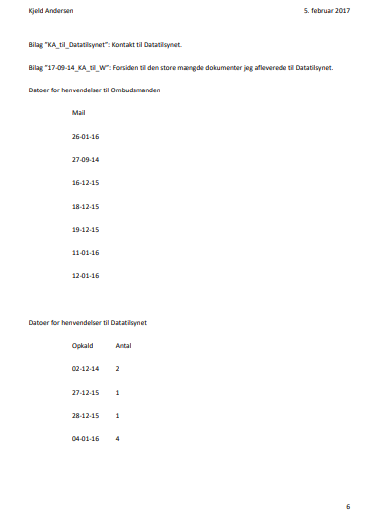 Kjeld Andersen 5. februar 2017
Bilag "KA_til_Datatilsynet": Kontakt til Datatilsynet.
Bilag "17-09-14_KA_til_W": Forsiden til den store mængde dokumenter jeg afleverede til Datatilsynet.
Datoer for henvendelser til Ombudsmanden
Mail
26-01-16
27-09-14
16-12-15
18-12-15
19-12-15
11-01-16
12-01-16
Datoer for henvendelser til Datatilsynet
Opkald Antal
02-12-14 2
27-12-15 1
28-12-15 1
04-01-16 4
6